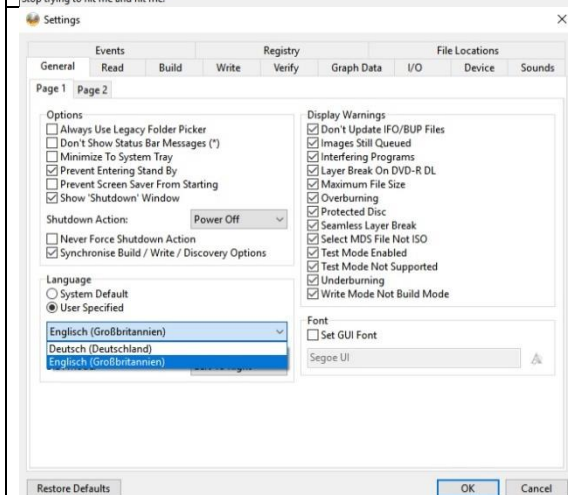 stop trying to hit me and hit me!
Settings
Events Registry File Locations
General Read Build Write Verify Graph Data I/O Device Sounds
Page 1 Page 2
Options
Always Use Legacy Folder Picker
Don't Show Status Bar Messages (*)
Minimize To System Tray
Prevent Entering Stand By
Prevent Screen Saver From Starting
Show 'Shutdown' Window
Shutdown Action: Power Off
Never Force Shutdown Action
Synchronise Build / Write / Discovery Options
Language
System Default
User Specified
Englisch (Großbritannien)
Deutsch (Deutschland)
Englisch (Großbritannien)
Display Warnings
Don't Update IFO/BUP Files
Images Still Queued
Interfering Programs
Layer Break On DVD-R DL
Maximum File Size
Overburning
Protected Disc
Seamless Layer Break
Select MDS File Not ISO
Test Mode Enabled
Test Mode Not Supported
Underburning
Write Mode Not Build Mode
Font
Set GUI Font
Segoe UI
Restore Defaults OK Cancel